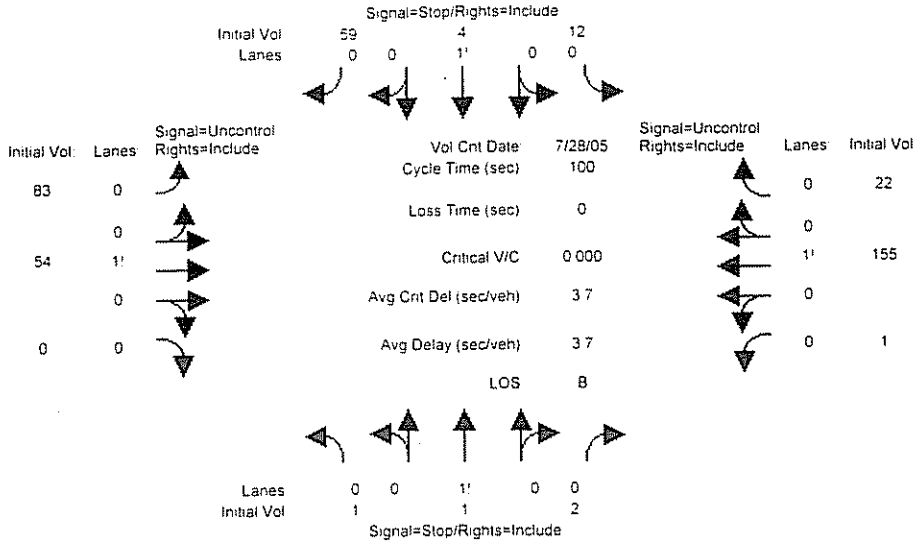 Signal=Stop/Rights=Include
Initial Vol 59 4 12
Lanes 0 0 1! 0 0
Signal=Uncontrol
Initial Vol: Lanes: Rights=Include
Vol Cnt Date 7/28/05
Signal=Uncontrol
Rights=Include Lanes Initial Vol
Cycle Time (sec) 100
83 0
0 22
Loss Time (sec) 0
0
0
54 1!
Critical V/C 0 000
1! 155
0
Avg Crit Del (sec/veh) 3 7
0
0 0
Avg Delay (sec/veh) 3 7
0 1
LOS B
Lanes 0 0 1! 0 0
Initial Vol 1 1 2
Signal=Stop/Rights=Include